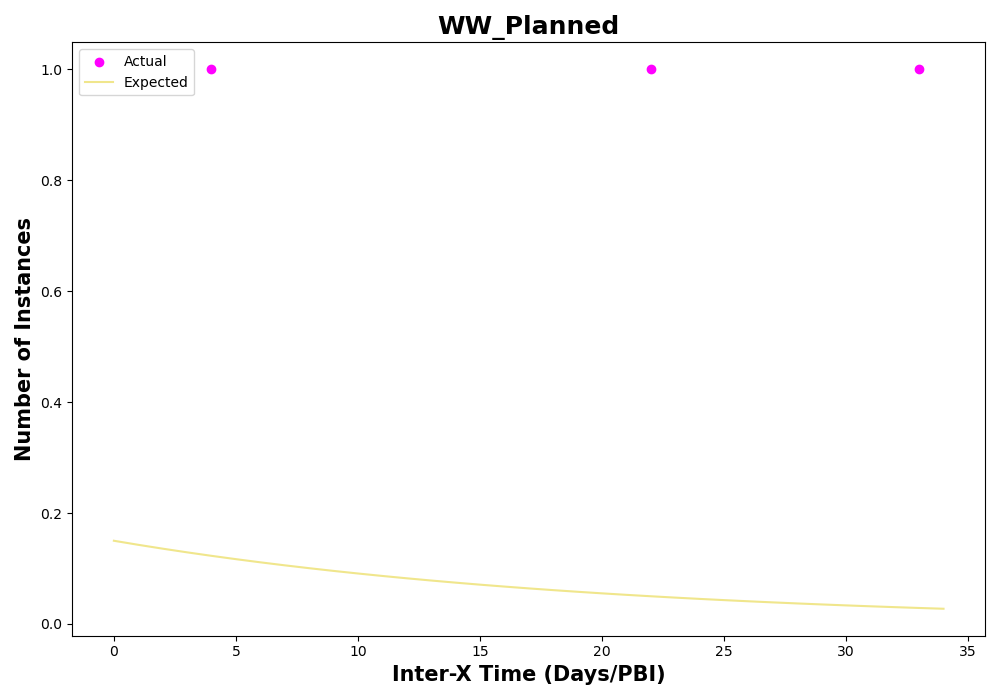 WW_Planned
Actual
Expected
Number of Instances
1.0
0.8
0.6
0.4
0.2
0.0
0 5 10 15 20 25 30 35
Inter-X Time (Days/PBI)